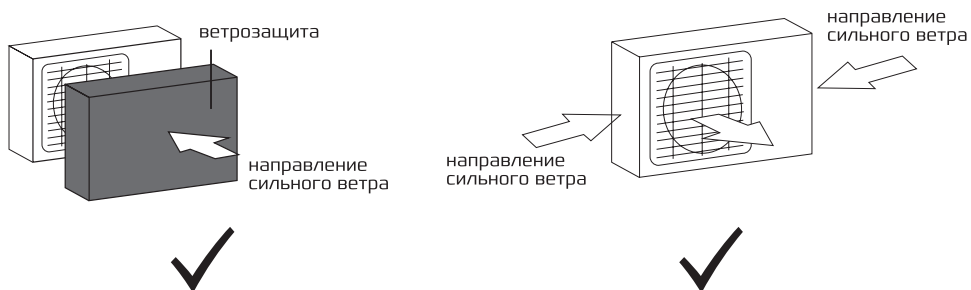 ветрозащита
направление
сильного ветра
направление
сильного ветра
направление
сильного ветра